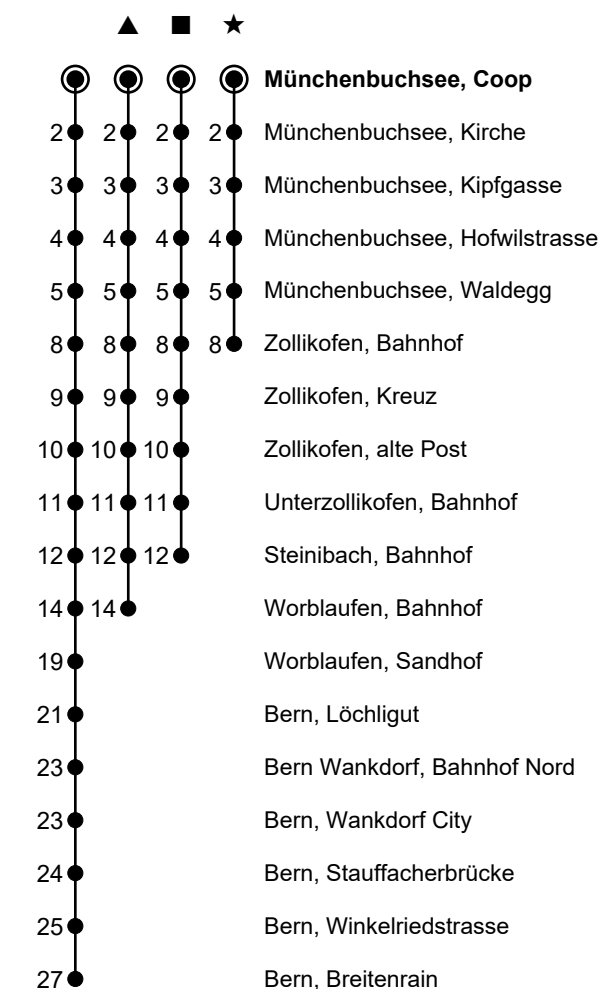 ▲ ■ ★
Münchenbuchsee, Coop
2 2 2 2 Münchenbuchsee, Kirche
3 3 3 3 Münchenbuchsee, Kipfgasse
4 4 4 4 Münchenbuchsee, Hofwilstrasse
5 5 5 5 Münchenbuchsee, Waldegg
8 8 8 8 Zollikofen, Bahnhof
9 9 9 Zollikofen, Kreuz
10 10 10 Zollikofen, alte Post
11 11 11 Unterzollikofen, Bahnhof
12 12 12 Steinibach, Bahnhof
14 14 Worblaufen, Bahnhof
19 Worblaufen, Sandhof
21 Bern, Löchligut
23 Bern Wankdorf, Bahnhof Nord
23 Bern, Wankdorf City
24 Bern, Stauffacherbrücke
25 Bern, Winkelriedstrasse
27 Bern, Breitenrain